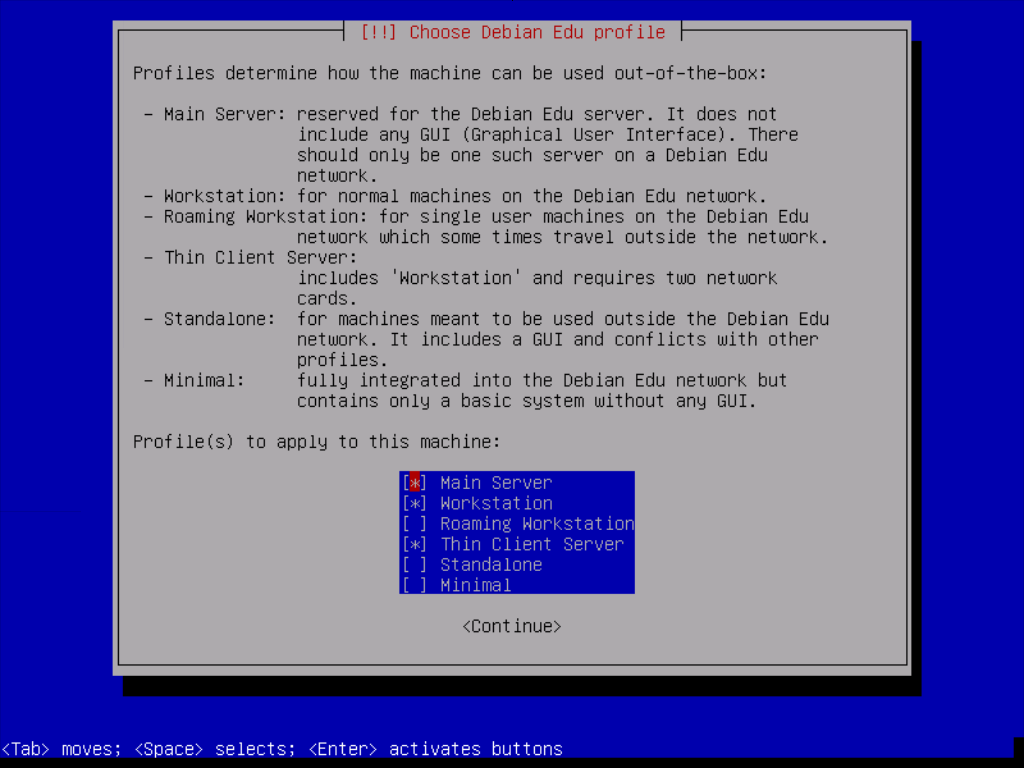 [!!] Choose Debian Edu profile
Profiles determine how the machine can be used out-of-the-box:
- Main Server: reserved for the Debian Edu server. It does not
include any GUI (Graphical User Interface). There
should only be one such server on a Debian Edu
network.
- Workstation: for normal machines on the Debian Edu network.
- Roaming Workstation: for single user machines on the Debian Edu
network which some times travel outside the network.
- Thin Client Server:
includes 'Workstation' and requires two network
cards.
- Standalone: for machines meant to be used outside the Debian Edu
network. It includes a GUI and conflicts with other
profiles.
- Minimal: fully integrated into the Debian Edu network but
contains only a basic system without any GUI.
Profile(s) to apply to this machine:
[*] Main Server
[*] Workstation
[ ] Roaming Workstation
[*] Thin Client Server
[ ] Standalone
[ ] Minimal
<Continue>
<Tab> moves; <Space> selects; <Enter> activates buttons